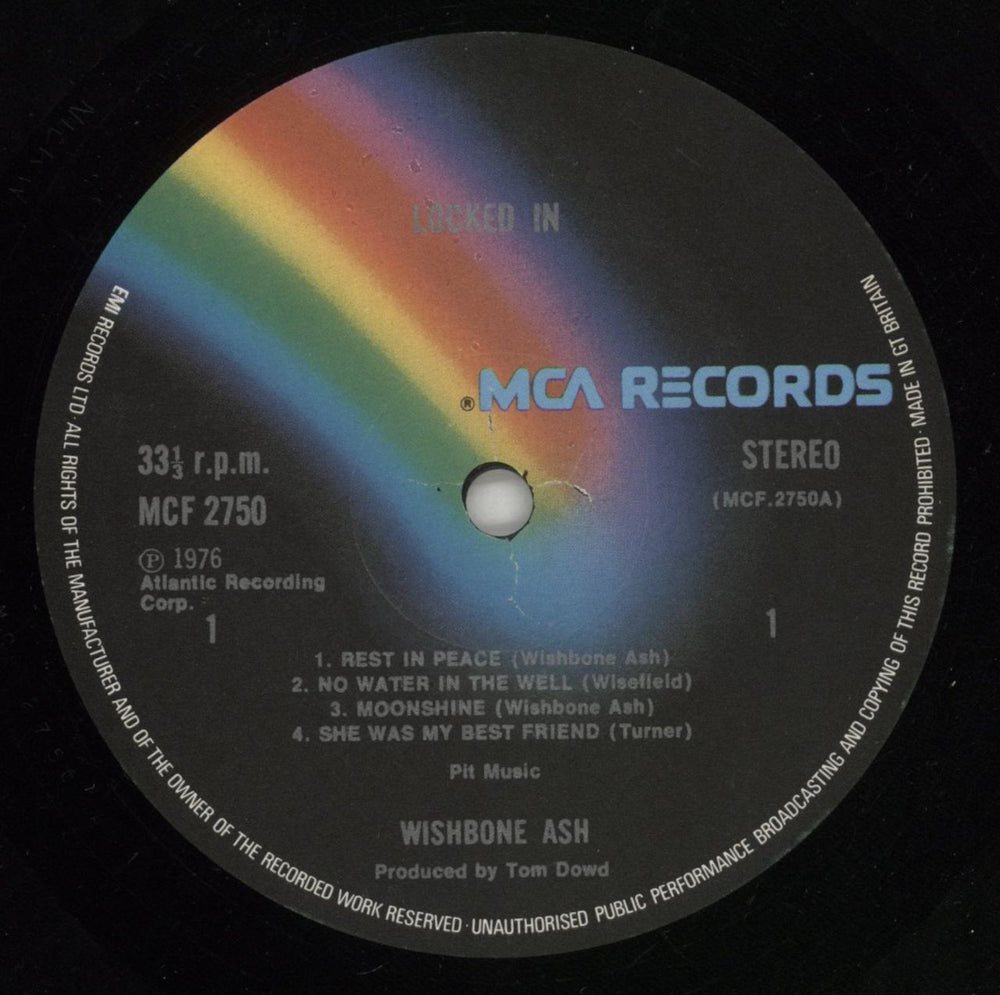 LOCKED IN
® MCA RECORDS
33⅓ r.p.m.
STEREO
MCF 2750
(MCF.2750A)
℗ 1976
Atlantic Recording
Corp.
1
1
1. REST IN PEACE (Wishbone Ash)
2. NO WATER IN THE WELL (Wisefield)
3. MOONSHINE (Wishbone Ash)
4. SHE WAS MY BEST FRIEND (Turner)
Pit Music
WISHBONE ASH
Produced by Tom Dowd
EMI RECORDS LTD · ALL RIGHTS OF THE MANUFACTURER AND OF THE OWNER OF THE RECORDED WORK RESERVED · UNAUTHORISED PUBLIC PERFORMANCE BROADCASTING AND COPYING OF THIS RECORD PROHIBITED · MADE IN GT BRITAIN